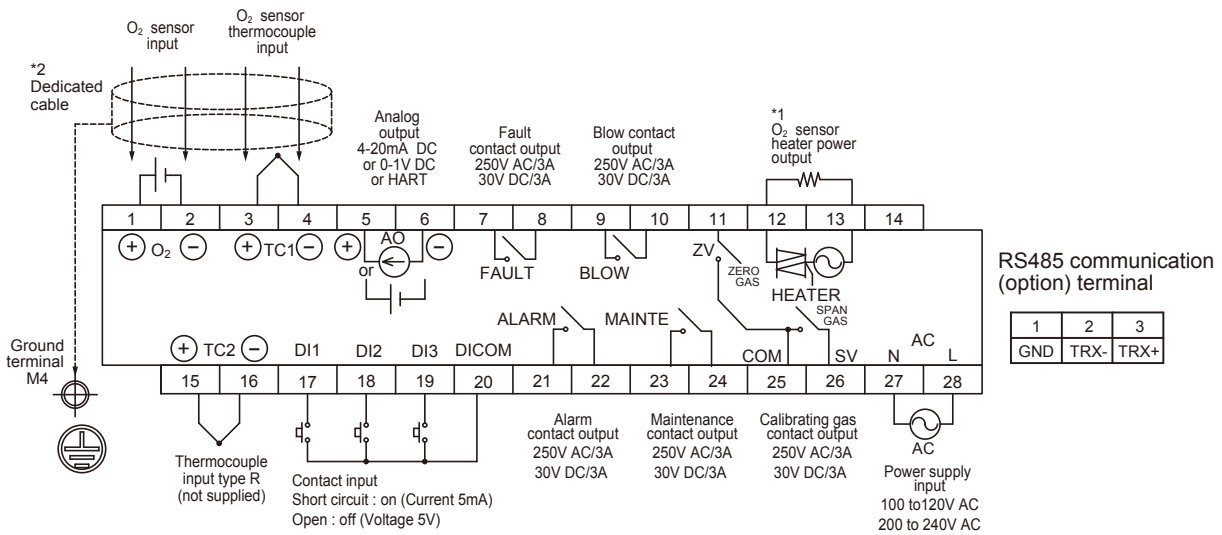 O₂ sensor
input
O₂ sensor
thermocouple
input
*2
Dedicated
cable
Analog
output
4-20mA DC
or 0-1V DC
or HART
Fault
contact output
250V AC/3A
30V DC/3A
Blow contact
output
250V AC/3A
30V DC/3A
*1
O₂ sensor
heater power
output
1 2 3 4 5 6 7 8 9 10 11 12 13 14
+ O₂ − + TC1 − + AO −
or
FAULT
BLOW
ZV
ZERO
GAS
HEATER
SPAN
GAS
ALARM
MAINTE
+ TC2 − DI1 DI2 DI3 DICOM
COM SV N AC L
15 16 17 18 19 20 21 22 23 24 25 26 27 28
RS485 communication
(option) terminal
1 2 3
GND TRX- TRX+
Ground
terminal
M4
Thermocouple
input type R
(not supplied)
Contact input
Short circuit : on (Current 5mA)
Open : off (Voltage 5V)
Alarm
contact output
250V AC/3A
30V DC/3A
Maintenance
contact output
250V AC/3A
30V DC/3A
Calibrating gas
contact output
250V AC/3A
30V DC/3A
AC
Power supply
input
100 to120V AC
200 to 240V AC